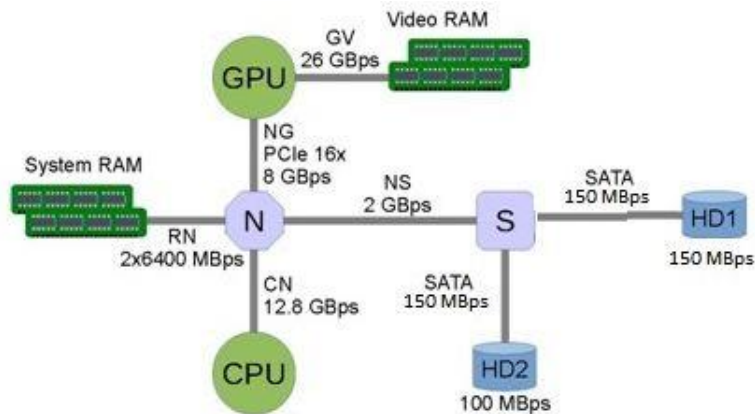 Video RAM
GV
26 GBps
GPU
NG
PCIe 16x
8 GBps
System RAM
NS
2 GBps
SATA
150 MBps
N
S
HD1
RN
2x6400 MBps
150 MBps
CN
12.8 GBps
SATA
150 MBps
CPU
HD2
100 MBps